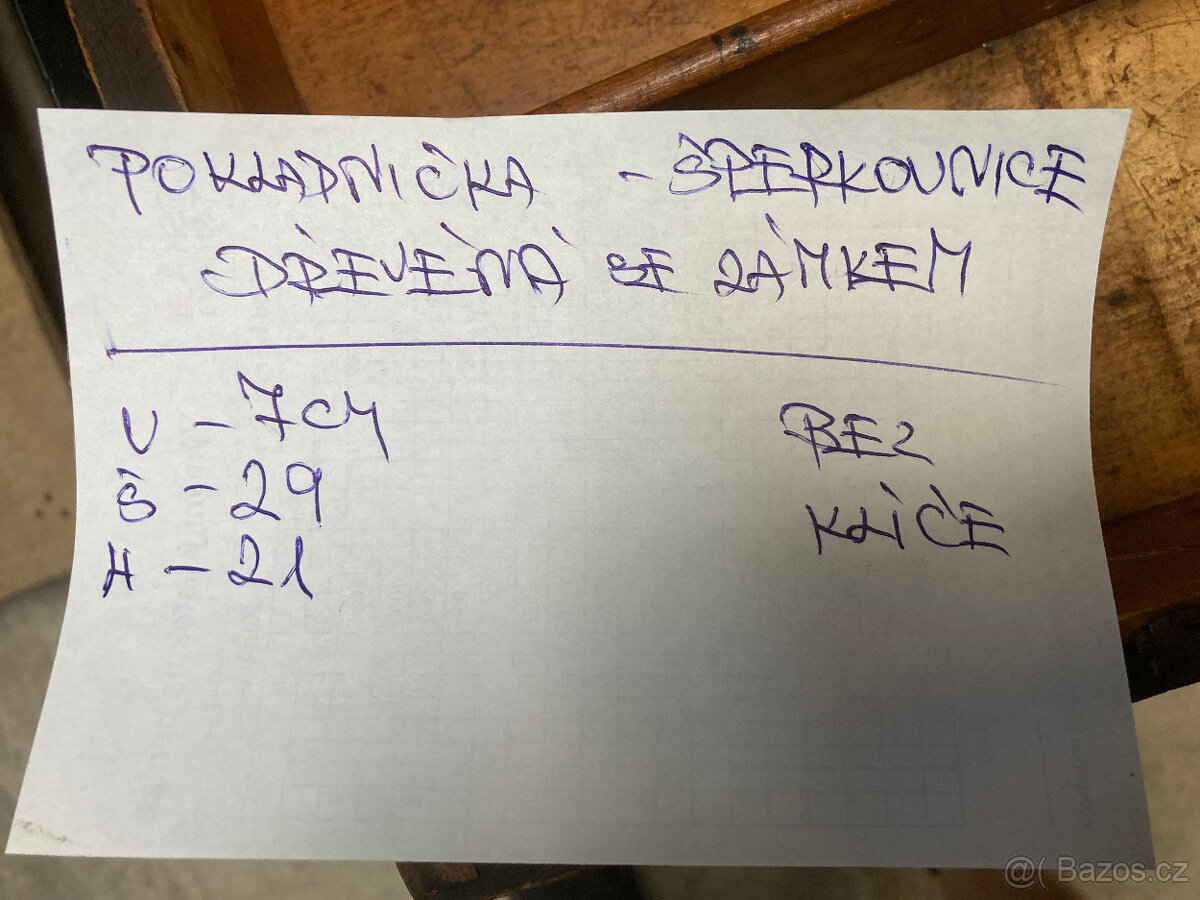 POKLADNIČKA - ŠPERKOVNICE
DŘEVĚNÁ SE ZÁMKEM
V - 7CM
Š - 29
H - 21
BEZ
KLÍČE
@( Bazos.cz